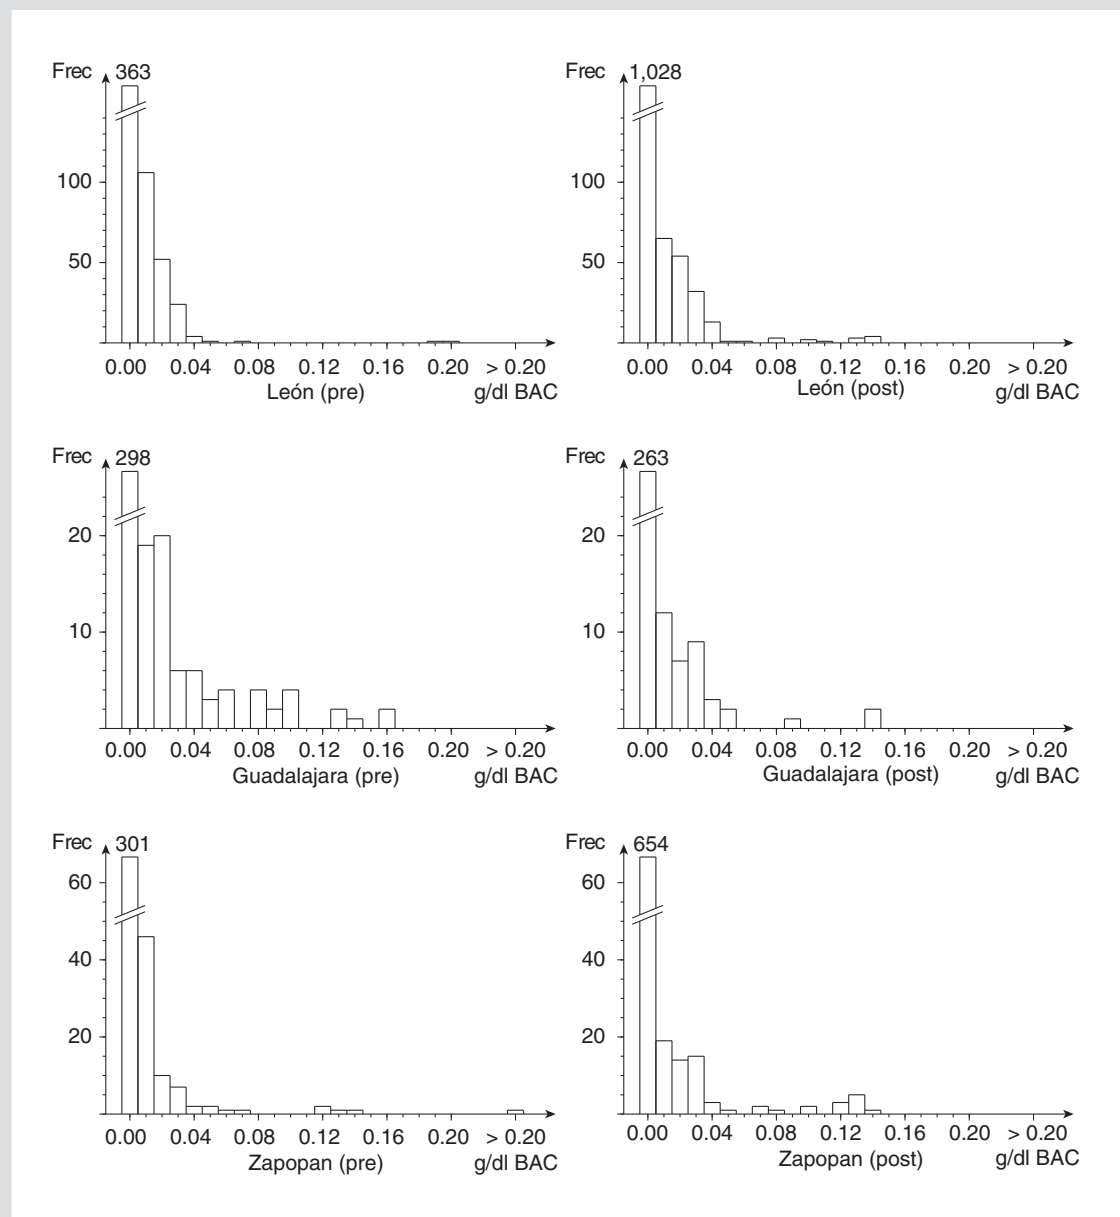 Frec 363
100
50
0.00 0.04 0.08 0.12 0.16 0.20 > 0.20
León (pre) g/dl BAC
Frec 1,028
100
50
0.00 0.04 0.08 0.12 0.16 0.20 > 0.20
León (post) g/dl BAC
Frec 298
20
10
0.00 0.04 0.08 0.12 0.16 0.20 > 0.20
Guadalajara (pre) g/dl BAC
Frec 263
20
10
0.00 0.04 0.08 0.12 0.16 0.20 > 0.20
Guadalajara (post) g/dl BAC
Frec 301
60
40
20
0.00 0.04 0.08 0.12 0.16 0.20 > 0.20
Zapopan (pre) g/dl BAC
Frec 654
60
40
20
0.00 0.04 0.08 0.12 0.16 0.20 > 0.20
Zapopan (post) g/dl BAC